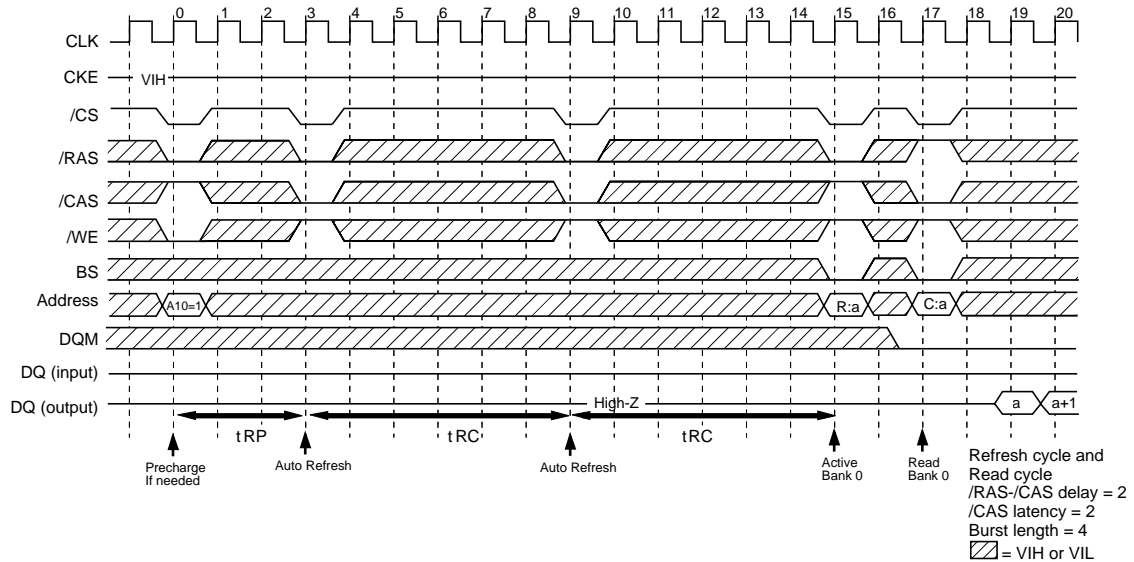 0 1 2 3 4 5 6 7 8 9 10 11 12 13 14 15 16 17 18 19 20
CLK
CKE VIH
/CS
/RAS
/CAS
/WE
BS
Address A10=1 R:a C:a
DQM
DQ (input)
DQ (output) High-Z a a+1
tRP tRC tRC
Precharge
If needed
Auto Refresh
Auto Refresh
Active
Bank 0
Read
Bank 0
Refresh cycle and
Read cycle
/RAS-/CAS delay = 2
/CAS latency = 2
Burst length = 4
= VIH or VIL